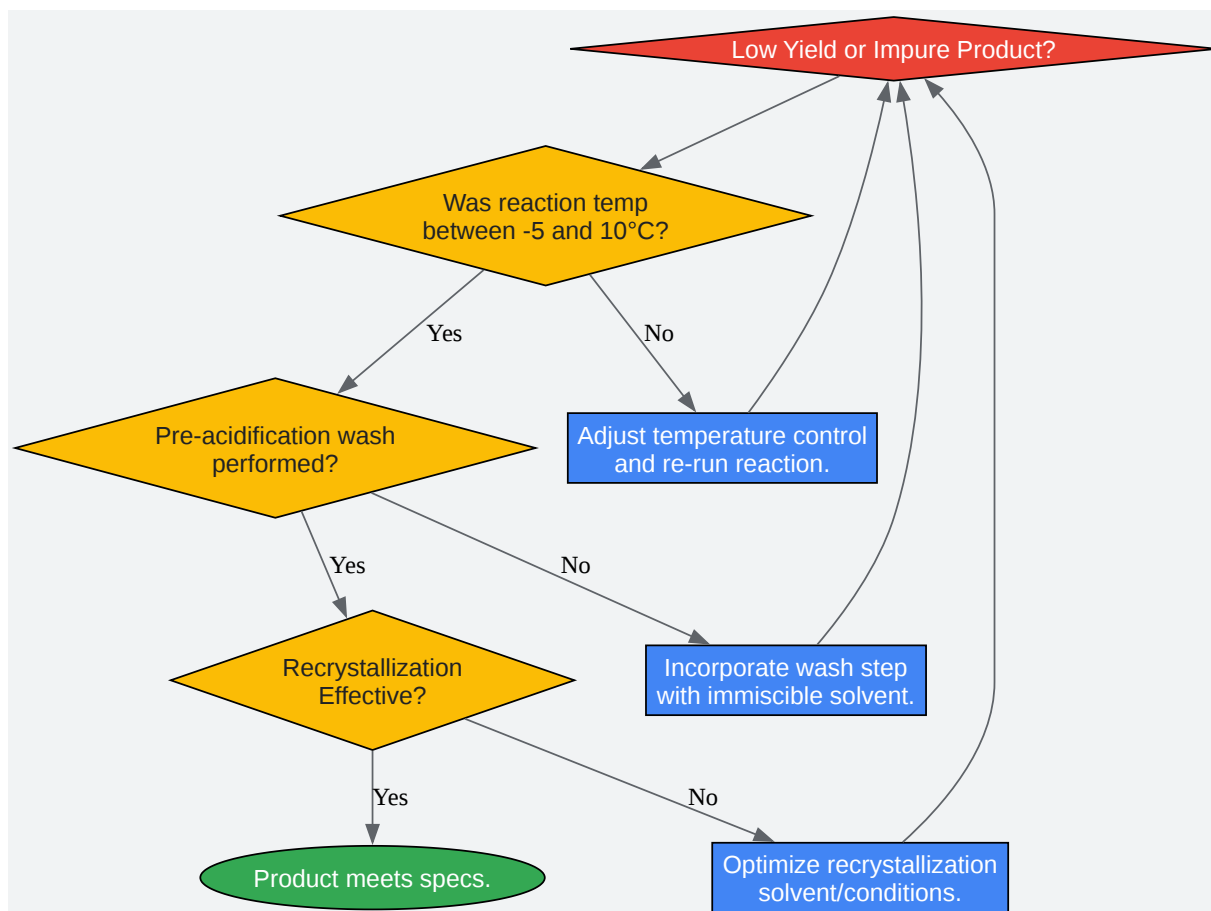 Low Yield or Impure Product?
Was reaction temp
between -5 and 10°C?
Yes
No
Pre-acidification wash
performed?
Adjust temperature control
and re-run reaction.
Yes
No
Recrystallization
Effective?
Incorporate wash step
with immiscible solvent.
Yes
No
Product meets specs.
Optimize recrystallization
solvent/conditions.